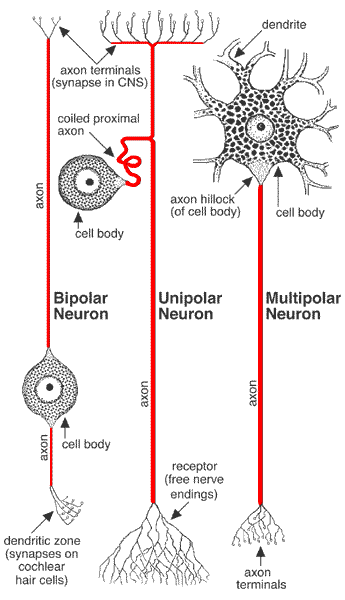 dendrite
axon terminals
(synapse in CNS)
coiled proximal
axon
axon
cell body
axon hillock
(of cell body)
cell body
Bipolar
Neuron
Unipolar
Neuron
Multipolar
Neuron
axon
axon
axon
cell body
receptor
(free nerve
endings)
dendritic zone
(synapses on
cochlear
hair cells)
axon
terminals